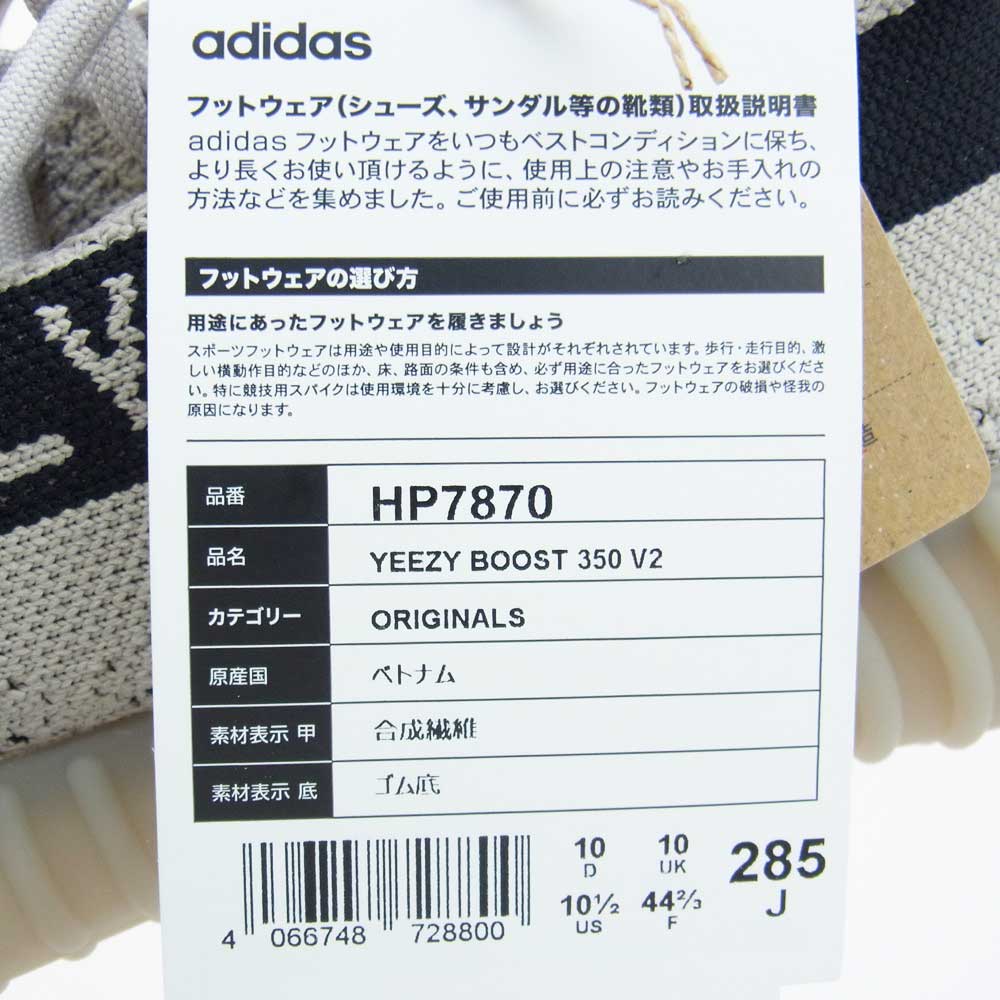 adidas
フットウェア(シューズ、サンダル等の靴類)取扱説明書
adidas フットウェアをいつもベストコンディションに保ち、
より長くお使い頂けるように、使用上の注意やお手入れの
方法などを集めました。ご使用前に必ずお読みください。
フットウェアの選び方
用途にあったフットウェアを履きましょう
スポーツフットウェアは用途や使用目的によって設計がそれぞれされています。歩行・走行目的、激
しい横動作目的などのほか、床、路面の条件も含め、必ず用途に合ったフットウェアをお選びくださ
い。特に競技用スパイクは使用環境を十分に考慮し、お選びください。フットウェアの破損や怪我の
原因になります。
品番 HP7870
品名 YEEZY BOOST 350 V2
カテゴリー ORIGINALS
原産国 ベトナム
素材表示 甲 合成繊維
素材表示 底 ゴム底
10 10 285
D UK J
10½ 44⅔
US F
4 066748 728800
造